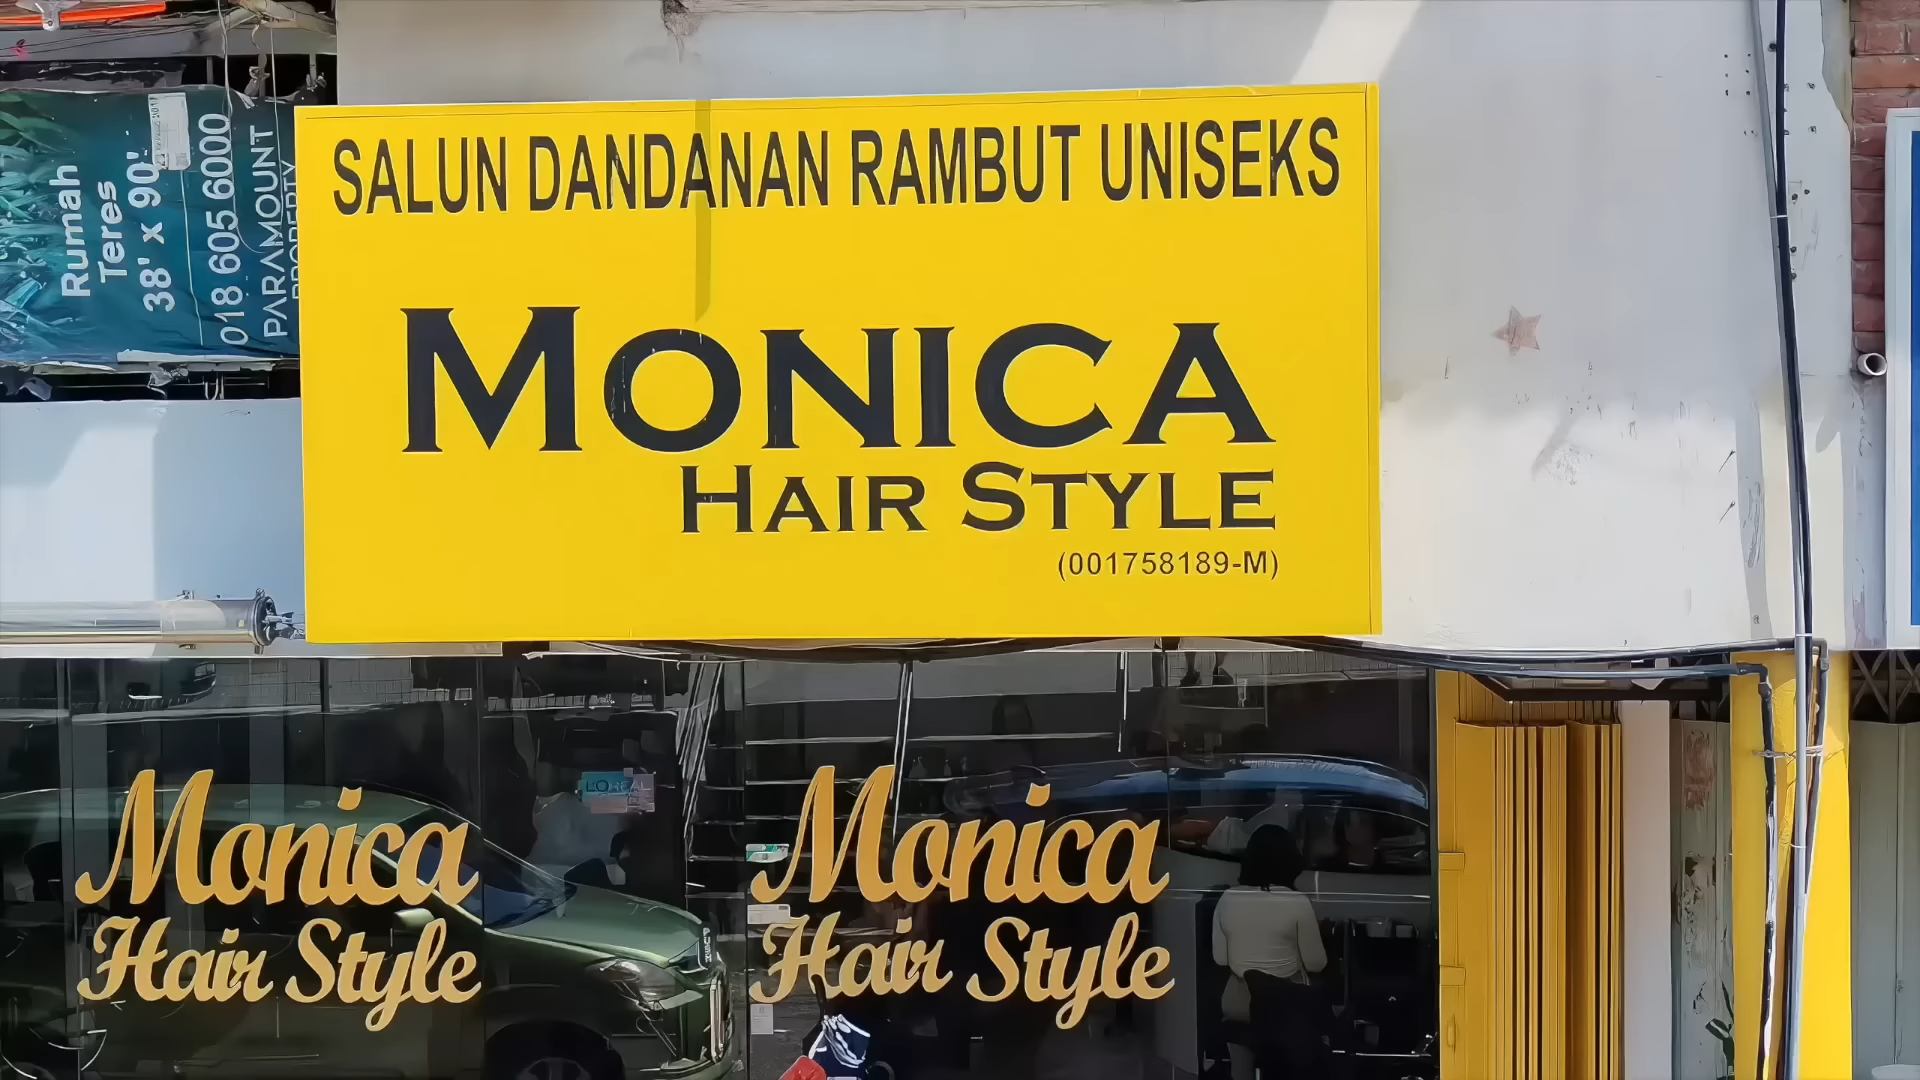 Rumah
Teres
38' x 90'
018 605 6000
PARAMOUNT
PROPERTY
SALUN DANDANAN RAMBUT UNISEKS
MONICA
HAIR STYLE
(001758189-M)
LOREAL
Monica
Hair Style
Monica
Hair Style